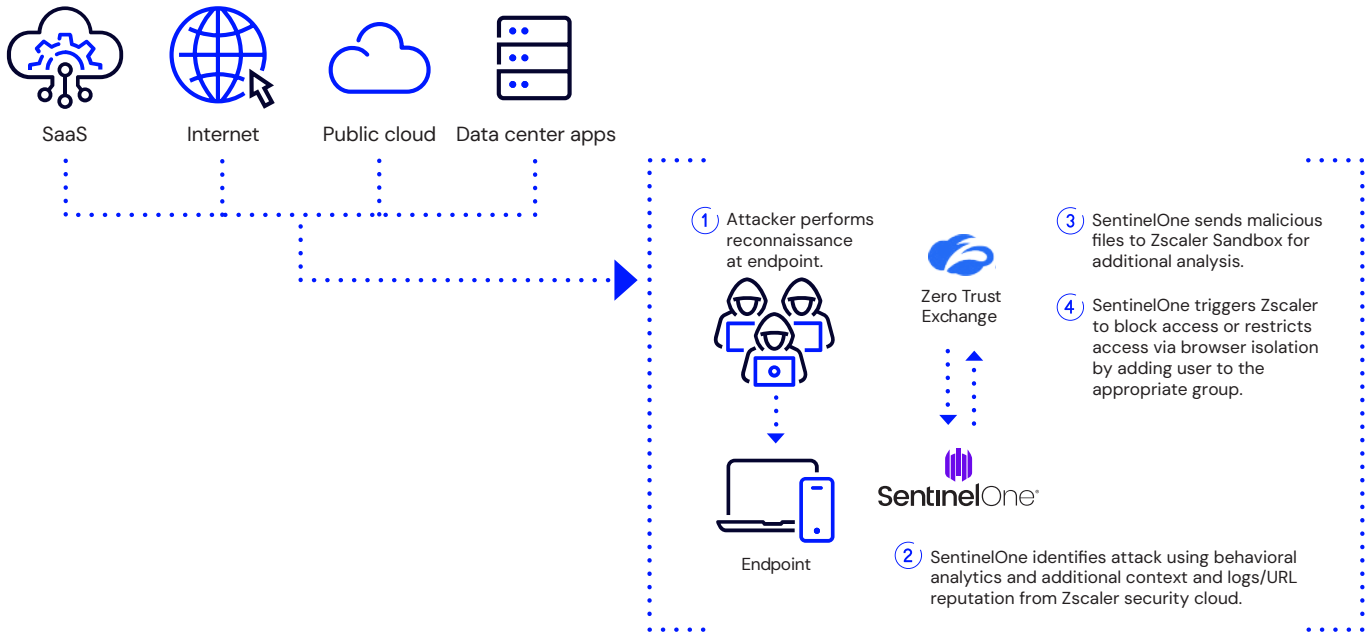 SaaS
Internet
Public cloud
Data center apps
1 Attacker performs
reconnaissance
at endpoint.
Zero Trust
Exchange
3 SentinelOne sends malicious
files to Zscaler Sandbox for
additional analysis.
4 SentinelOne triggers Zscaler
to block access or restricts
access via browser isolation
by adding user to the
appropriate group.
SentinelOne®
Endpoint
2 SentinelOne identifies attack using behavioral
analytics and additional context and logs/URL
reputation from Zscaler security cloud.